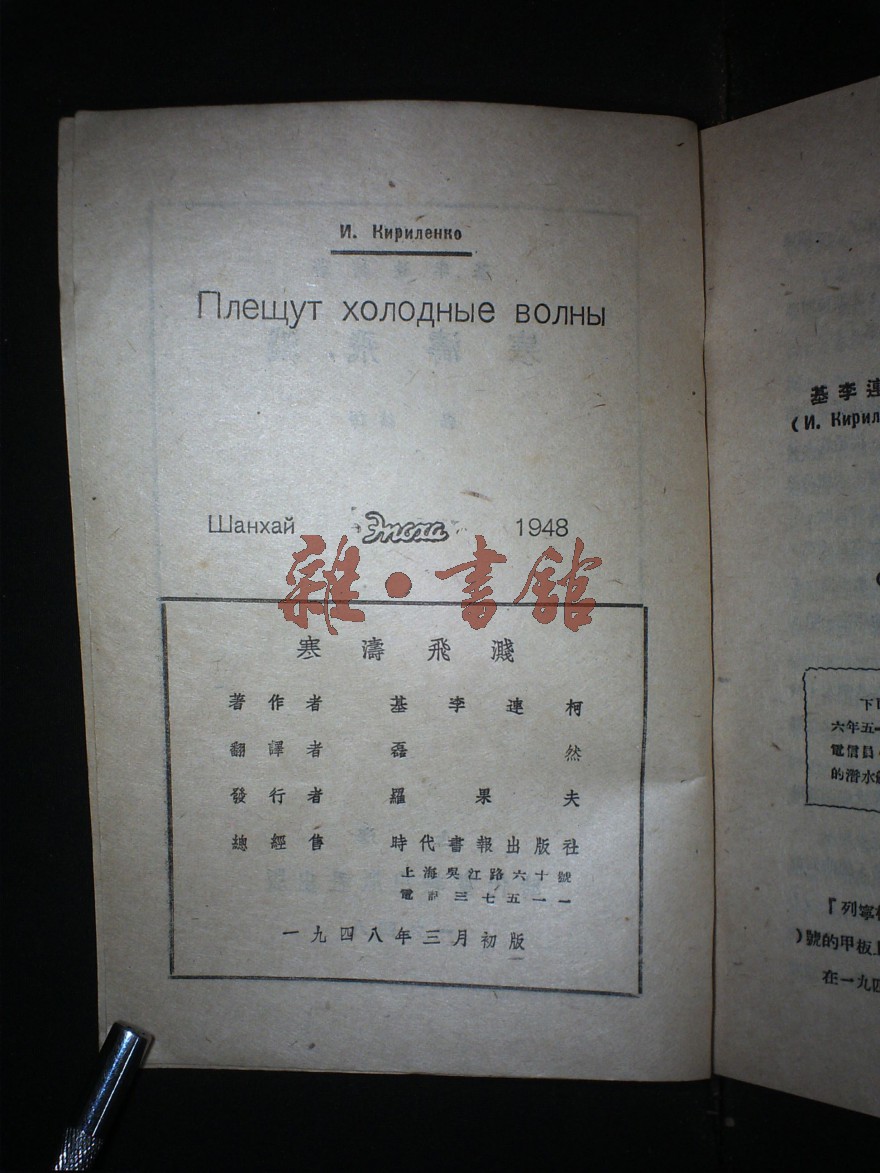 И. Кириленко
Плещут холодные волны
Шанхай Эпоха 1948
雜·書館
寒濤飛濺
著作者 基李連柯
翻譯者 磊然
發行者 羅果夫
總經售 時代書報出版社
上海吳江路六十號
電話三七五一一
一九四八年三月初版
基李連
(И. Кирил
六年五一
電信員
的潛水
『列寧
)號的甲板
在一九四